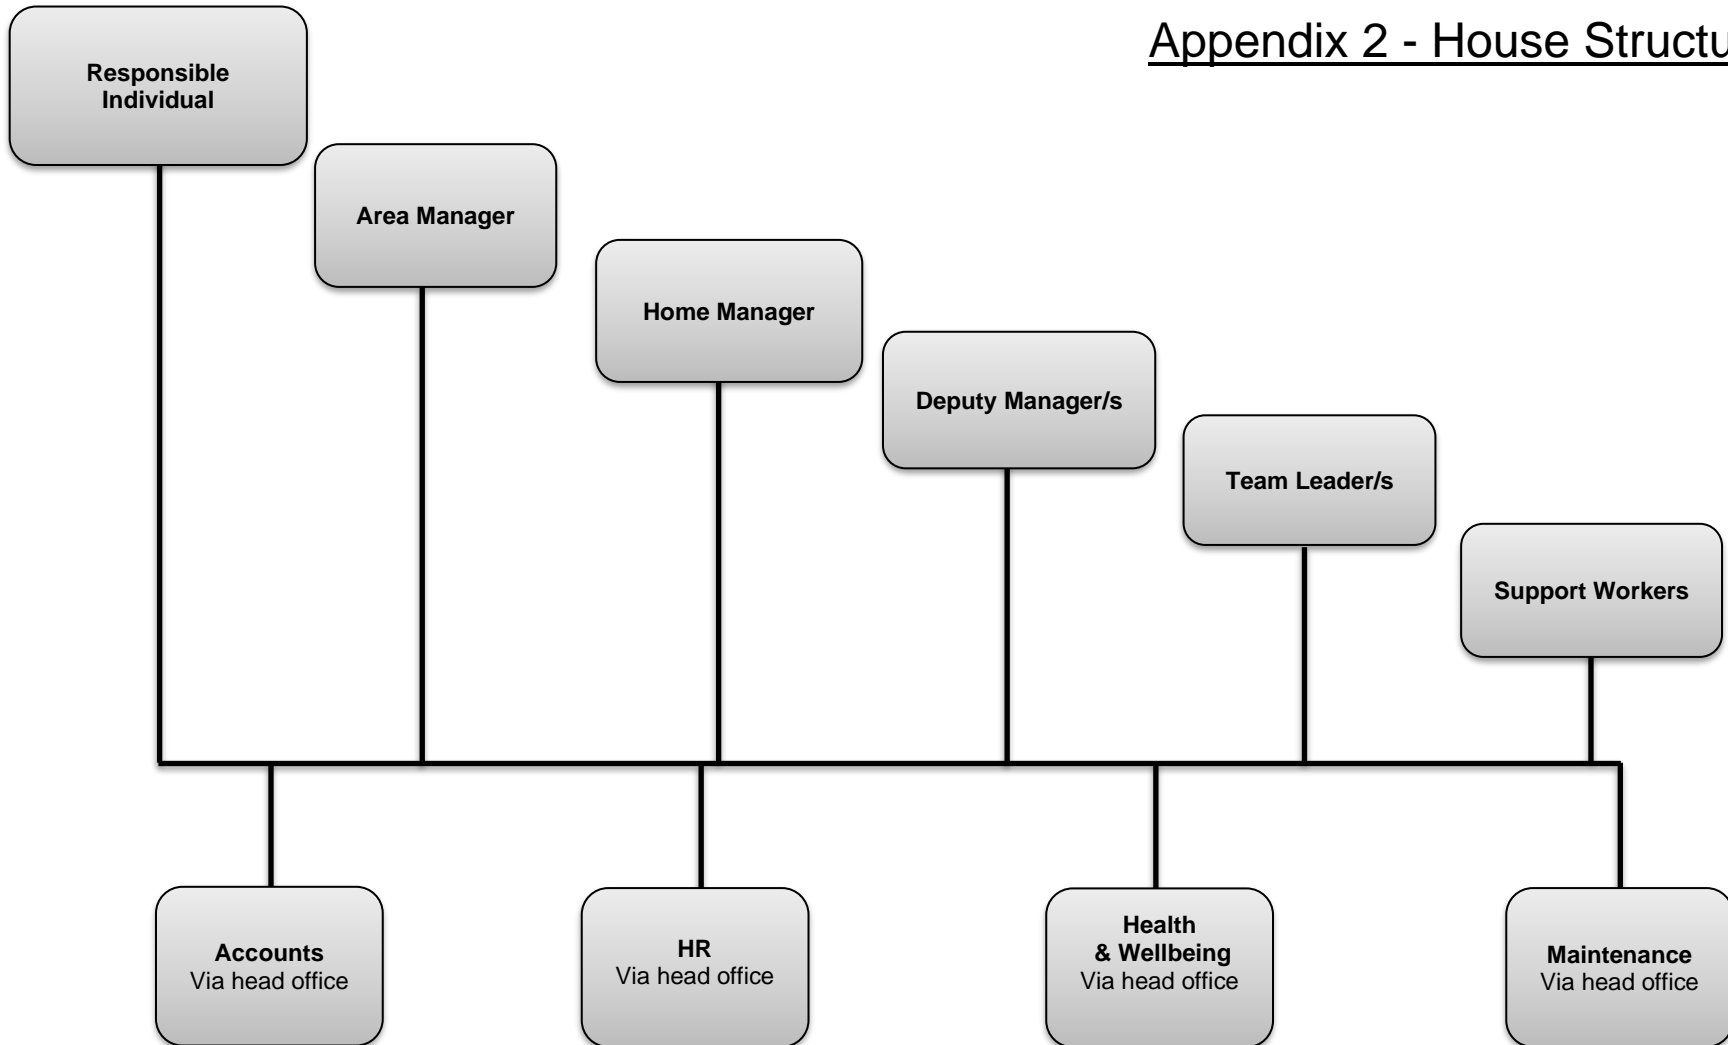 Appendix 2 - House Structu
Responsible
Individual
Area Manager
Home Manager
Deputy Manager/s
Team Leader/s
Support Workers
Accounts
Via head office
HR
Via head office
Health
& Wellbeing
Via head office
Maintenance
Via head office